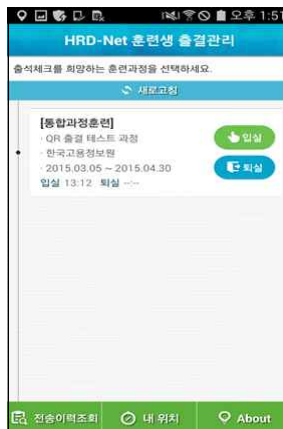 오후 1:51
HRD-Net 훈련생 출결관리
출석체크를 희망하는 훈련과정을 선택하세요.
새로고침
[통합과정훈련]
· QR 출결 테스트 과정
· 한국고용정보원
· 2015.03.05 ~ 2015.04.30
입실 13:12 퇴실 --:--
입실
퇴실
전송이력조회 내 위치 About